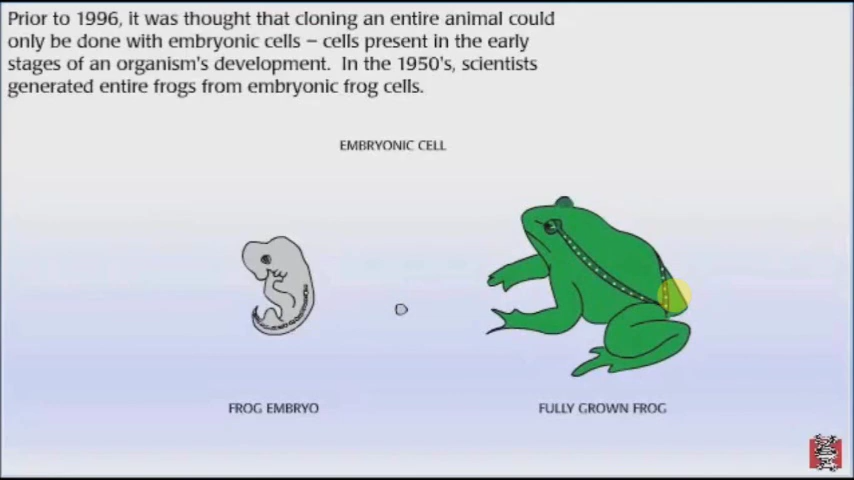 Prior to 1996, it was thought that cloning an entire animal could
only be done with embryonic cells – cells present in the early
stages of an organism's development. In the 1950's, scientists
generated entire frogs from embryonic frog cells.
EMBRYONIC CELL
FROG EMBRYO
FULLY GROWN FROG